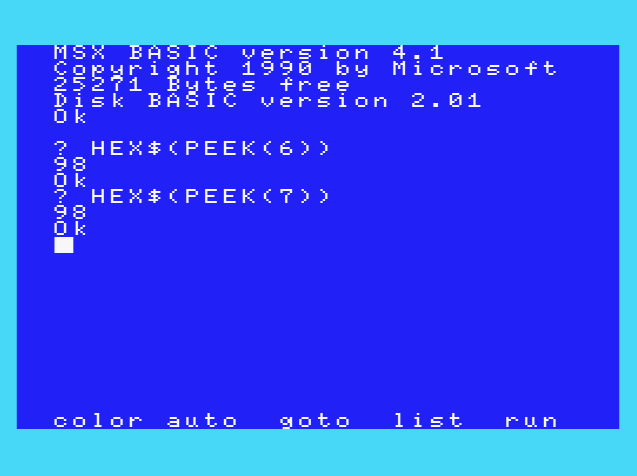 MSX BASIC version 4.1
Copyright 1990 by Microsoft
25271 Bytes free
Disk BASIC version 2.01
Ok
? HEX$(PEEK(6))
98
Ok
? HEX$(PEEK(7))
98
Ok
color auto goto list run